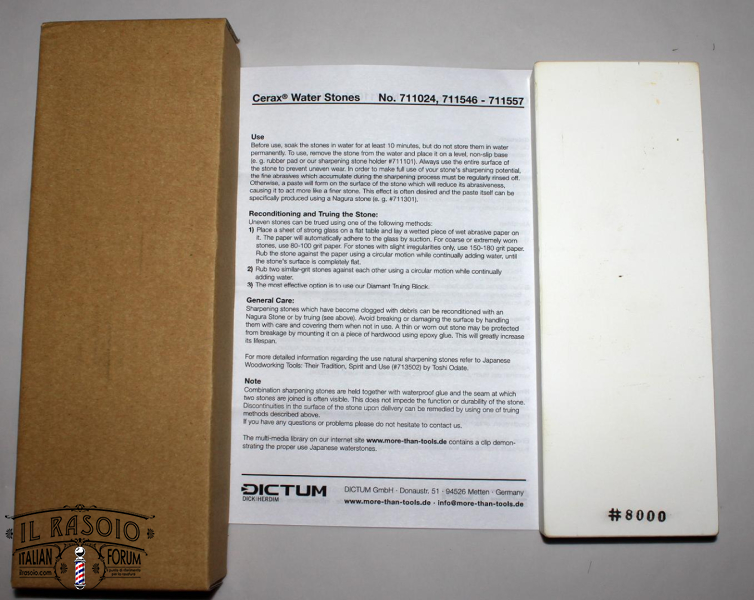 Cerax® Water Stones No. 711024, 711546 - 711557
Use
Before use, soak the stones in water for at least 10 minutes, but do not store them in water
permanently. To use, remove the stone from the water and place it on a level, non-slip base
(e. g. rubber pad or our sharpening stone holder #711101). Always use the entire surface of
the stone to prevent uneven wear. In order to make full use of your stone's sharpening potential,
the fine abrasives which accumulate during the sharpening process must be regularly rinsed off.
Otherwise, a paste will form on the surface of the stone which will reduce its abrasiveness,
causing it to act more like a finer stone. This effect is often desired and the paste itself can be
specifically produced using a Nagura stone (e. g. #711301).
Reconditioning and Truing the Stone:
Uneven stones can be trued using one of the following methods:
1) Place a sheet of strong glass on a flat table and lay a wetted piece of wet abrasive paper on
it. The paper will automatically adhere to the glass by suction. For coarse or extremely worn
stones, use 80-100 grit paper. For stones with slight irregularities only, use 150-180 grit paper.
Rub the stone against the paper using a circular motion while continually adding water, until
the stone's surface is completely flat.
2) Rub two similar-grit stones against each other using a circular motion while continually
adding water.
3) The most effective option is to use our Diamant Truing Block.
General Care:
Sharpening stones which have become clogged with debris can be reconditioned with an
Nagura Stone or by truing (see above). Avoid breaking or damaging the surface by handling
them with care and covering them when not in use. A thin or worn out stone may be protected
from breakage by mounting it on a piece of hardwood using epoxy glue. This will greatly increase
its lifespan.
For more detailed information regarding the use natural sharpening stones refer to Japanese
Woodworking Tools: Their Tradition, Spirit and Use (#713502) by Toshi Odate.
Note
Combination sharpening stones are held together with waterproof glue and the seam at which
two stones are joined is often visible. This does not impede the function or durability of the stone.
Discontinuities in the surface of the stone upon delivery can be remedied by using one of truing
methods described above.
If you have any questions or problems please do not hesitate to contact us.
The multi-media library on our internet site www.more-than-tools.de contains a clip demon-
strating the proper use Japanese waterstones.
DICTUM
DICK·HERDIM
DICTUM GmbH · Donaustr. 51 · 94526 Metten · Germany
www.more-than-tools.de · info@more-than-tools.de
#8000
IL RASOIO
ITALIAN FORUM
ilrasoio.com